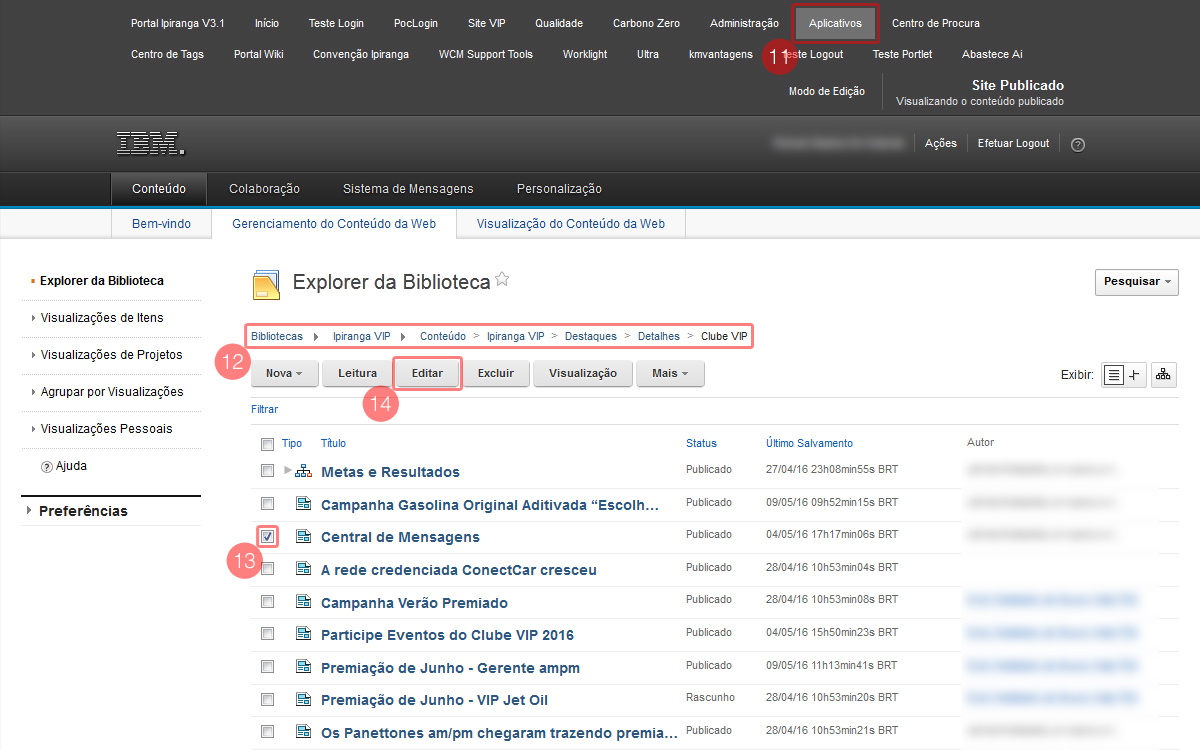 Portal Ipiranga V3.1 Início Teste Login PocLogin Site VIP Qualidade Carbono Zero Administração Aplicativos Centro de Procura
Centro de Tags Portal Wiki Convenção Ipiranga WCM Support Tools Worklight Ultra kmvantagens 11 Logout Teste Portlet Abastece Ai
Modo de Edição
Site Publicado
Visualizando o conteúdo publicado
IBM.
Ações Efetuar Logout ?
Conteúdo Colaboração Sistema de Mensagens Personalização
Bem-vindo Gerenciamento do Conteúdo da Web Visualização do Conteúdo da Web
Explorer da Biblioteca
Visualizações de Itens
Visualizações de Projetos
Agrupar por Visualizações
Visualizações Pessoais
? Ajuda
Preferências
Explorer da Biblioteca
Pesquisar
Bibliotecas Ipiranga VIP Conteúdo > Ipiranga VIP > Destaques > Detalhes > Clube VIP
12
Nova Leitura Editar Excluir Visualização Mais
Exibir:
14
Filtrar
Tipo Título Status Último Salvamento Autor
Metas e Resultados Publicado 27/04/16 23h08min55s BRT
Campanha Gasolina Original Aditivada “Escolh... Publicado 09/05/16 09h52min15s BRT
Central de Mensagens Publicado 04/05/16 17h17min06s BRT
13
A rede credenciada ConectCar cresceu Publicado 28/04/16 10h53min04s BRT
Campanha Verão Premiado Publicado 28/04/16 10h53min08s BRT
Participe Eventos do Clube VIP 2016 Publicado 04/05/16 15h50min23s BRT
Premiação de Junho - Gerente ampm Publicado 09/05/16 11h13min41s BRT
Premiação de Junho - VIP Jet Oil Rascunho 28/04/16 10h53min20s BRT
Os Panettones am/pm chegaram trazendo premia... Publicado 28/04/16 10h53min21s BRT